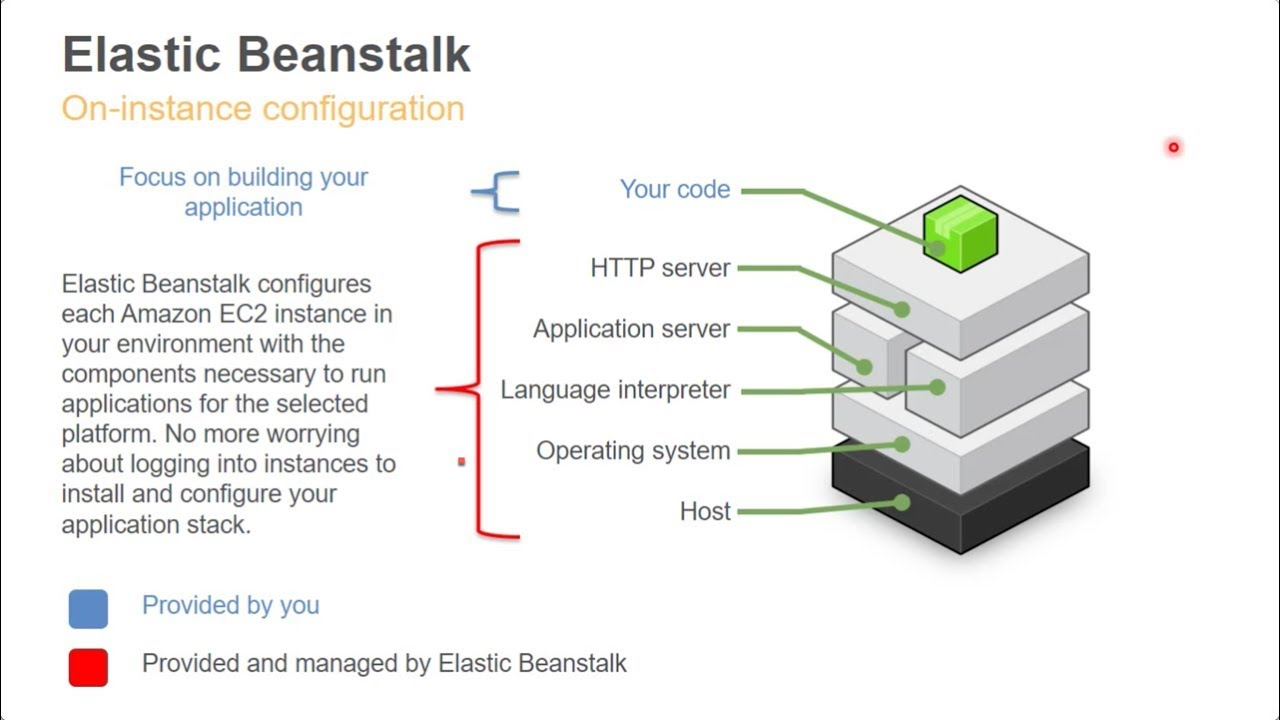 Elastic Beanstalk
On-instance configuration
Focus on building your
application
Elastic Beanstalk configures
each Amazon EC2 instance in
your environment with the
components necessary to run
applications for the selected
platform. No more worrying
about logging into instances to
install and configure your
application stack.
Your code
HTTP server
Application server
Language interpreter
Operating system
Host
Provided by you
Provided and managed by Elastic Beanstalk